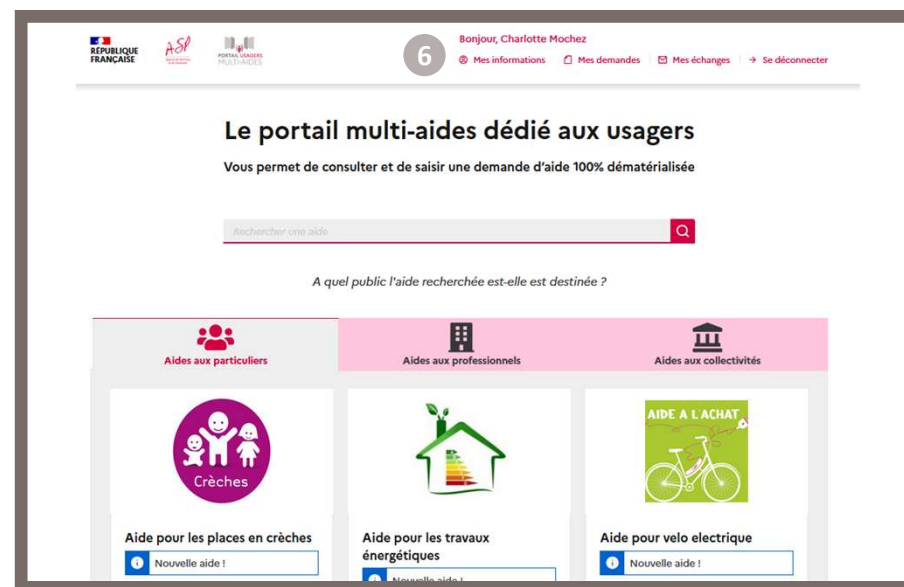 RÉPUBLIQUE
FRANÇAISE
ASP
PORTAIL USAGERS
MULTI-AIDES
6
Bonjour, Charlotte Mochez
Mes informations
Mes demandes
Mes échanges
Se déconnecter
Le portail multi-aides dédié aux usagers
Vous permet de consulter et de saisir une demande d'aide 100% dématérialisée
Rechercher une aide
A quel public l'aide recherchée est-elle est destinée ?
Aides aux particuliers
Aides aux professionnels
Aides aux collectivités
Crèches
AIDE A L'ACHAT
Aide pour les places en crèches
Nouvelle aide !
Aide pour les travaux
énergétiques
Nouvelle aide !
Aide pour velo electrique
Nouvelle aide !